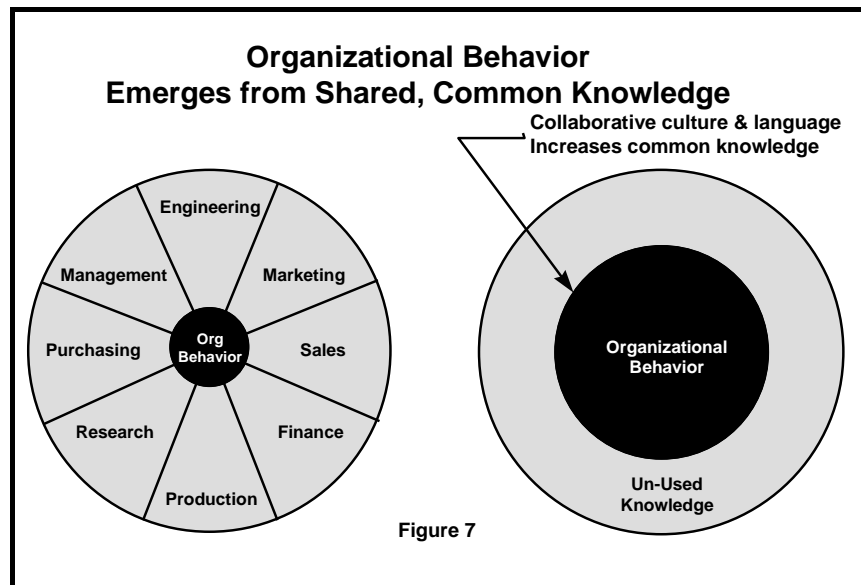 Organizational Behavior
Emerges from Shared, Common Knowledge
Collaborative culture & language
Increases common knowledge
Engineering
Management
Marketing
Org
Behavior
Purchasing
Sales
Research
Finance
Production
Organizational
Behavior
Un-Used
Knowledge
Figure 7